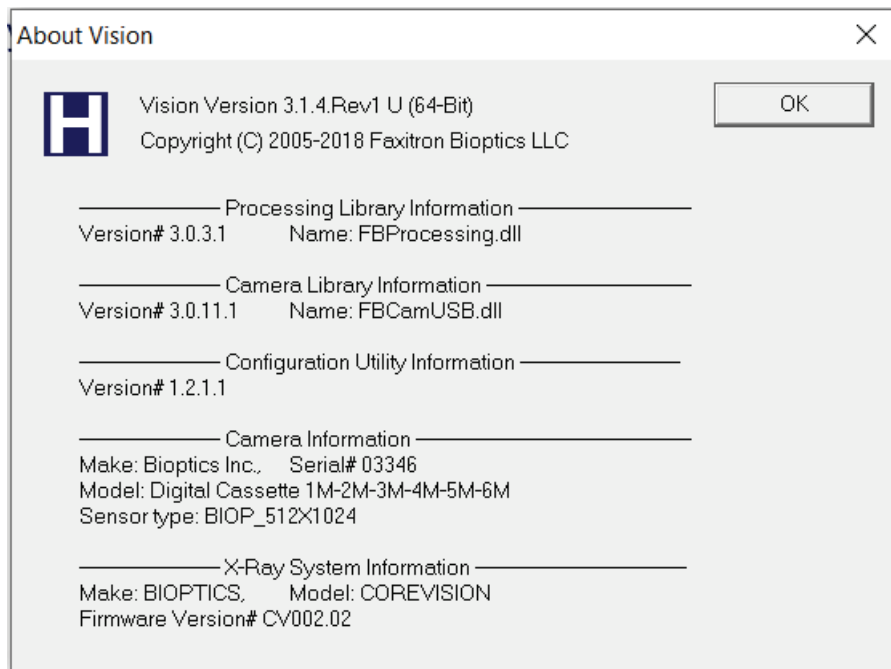 About Vision
H
Vision Version 3.1.4.Rev1 U (64-Bit)
OK
Copyright (C) 2005-2018 Faxitron Bioptics LLC
Processing Library Information
Version# 3.0.3.1 Name: FBProcessing.dll
Camera Library Information
Version# 3.0.11.1 Name: FBCamUSB.dll
Configuration Utility Information
Version# 1.2.1.1
Camera Information
Make: Bioptics Inc., Serial# 03346
Model: Digital Cassette 1M-2M-3M-4M-5M-6M
Sensor type: BIOP_512X1024
X-Ray System Information
Make: BIOPTICS, Model: COREVISION
Firmware Version# CV002.02